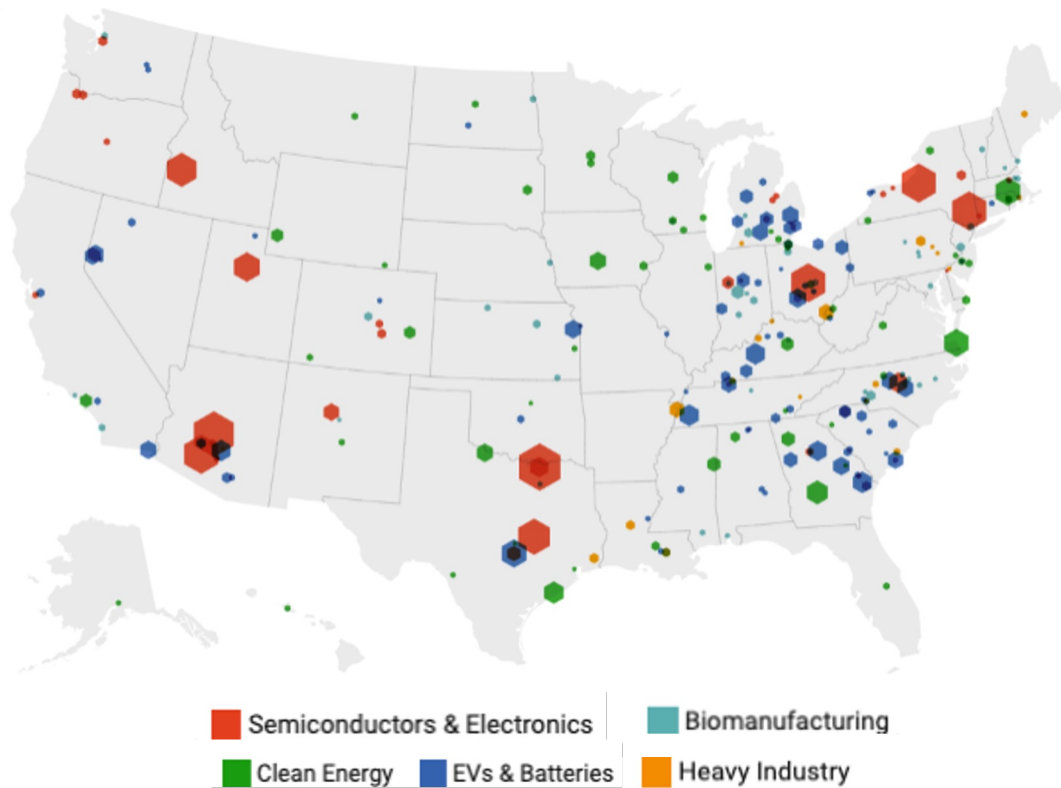 Semiconductors & Electronics
Biomanufacturing
Clean Energy
EVs & Batteries
Heavy Industry